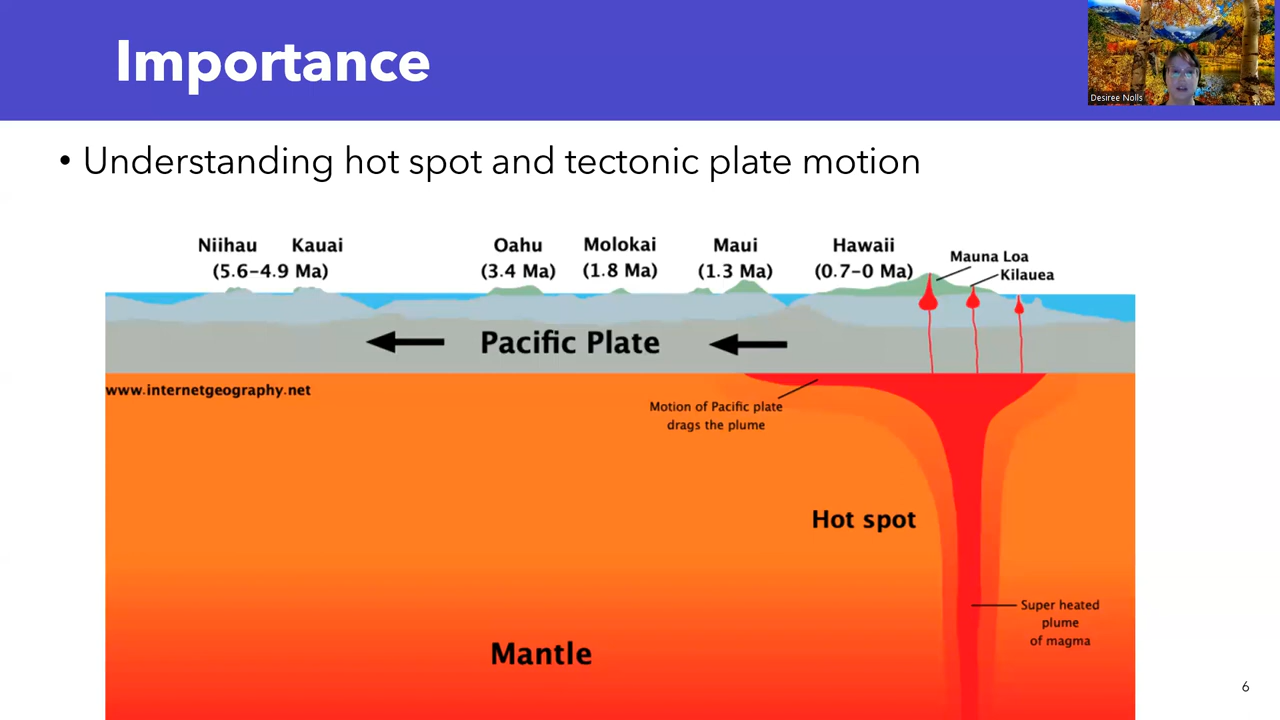 Importance
Desiree Nolls
• Understanding hot spot and tectonic plate motion
Niihau Kauai
(5.6–4.9 Ma)
Oahu
(3.4 Ma)
Molokai
(1.8 Ma)
Maui
(1.3 Ma)
Hawaii
(0.7–0 Ma)
Mauna Loa
Kilauea
Pacific Plate
www.internetgeography.net
Motion of Pacific plate
drags the plume
Hot spot
Super heated
plume
of magma
Mantle
6